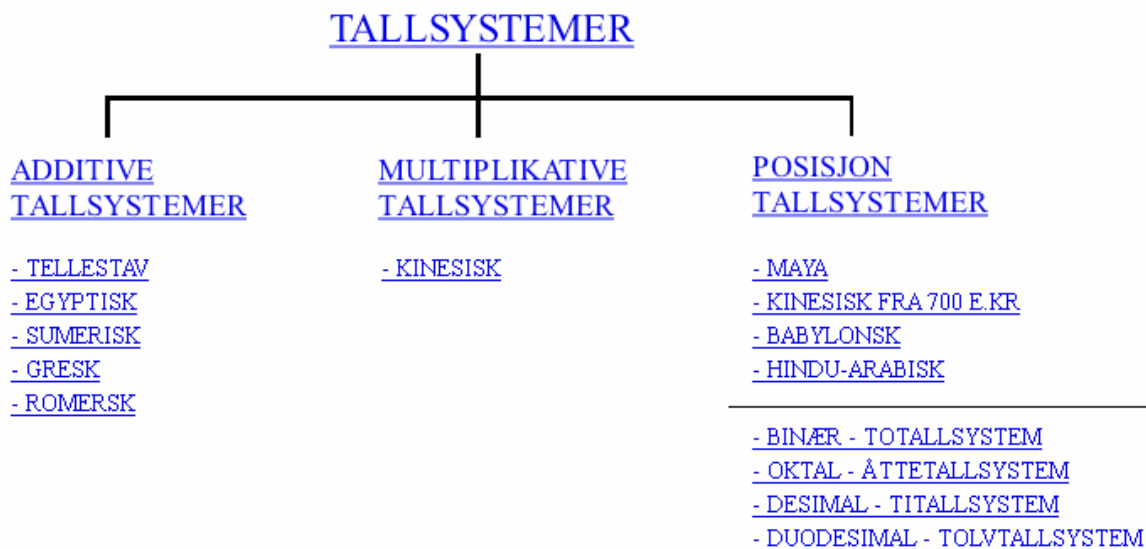 TALLSYSTEMER
ADDITIVE
TALLSYSTEMER
- TELLESTAV
- EGYPTISK
- SUMERISK
- GRESK
- ROMERSK
MULTIPLIKATIVE
TALLSYSTEMER
- KINESISK
POSISJON
TALLSYSTEMER
- MAYA
- KINESISK FRA 700 E.KR
- BABYLONSK
- HINDU-ARABISK
- BINÆR - TOTALLSYSTEM
- OKTAL - ÅTTETALLSYSTEM
- DESIMAL - TITALLSYSTEM
- DUODESIMAL - TOLVTALLSYSTEM